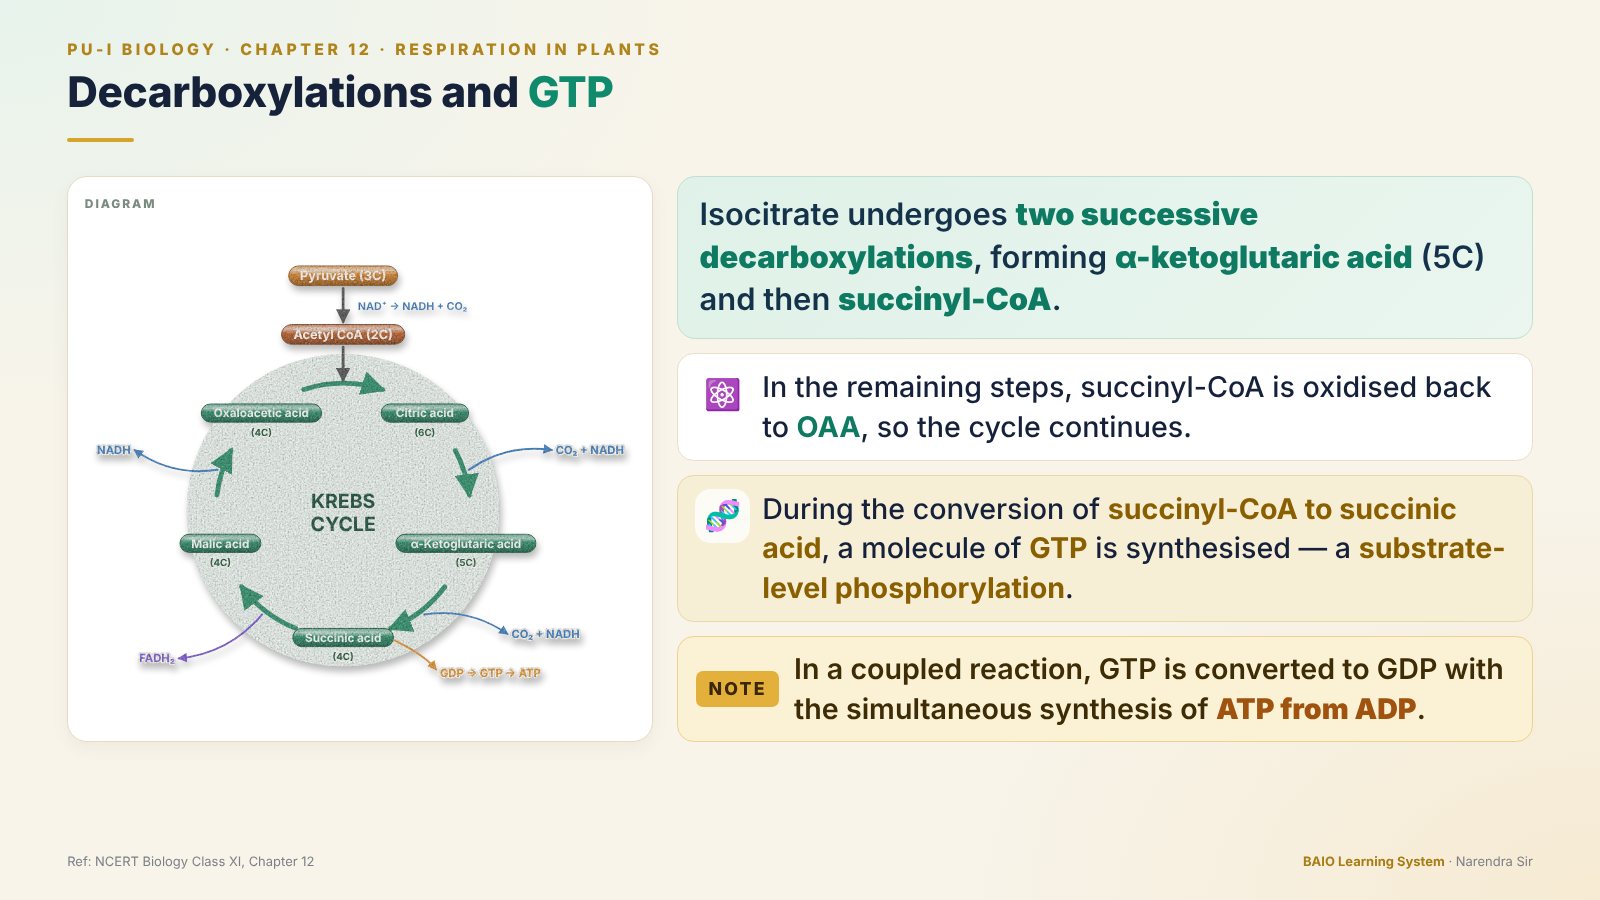 PU-I BIOLOGY · CHAPTER 12 · RESPIRATION IN PLANTS
Decarboxylations and GTP
DIAGRAM
Pyruvate (3C)
NAD⁺ → NADH + CO₂
Acetyl CoA (2C)
Oxaloacetic acid
(4C)
Citric acid
(6C)
NADH
CO₂ + NADH
KREBS
CYCLE
Malic acid
(4C)
α-Ketoglutaric acid
(5C)
Succinic acid
(4C)
CO₂ + NADH
FADH₂
GDP → GTP → ATP
Isocitrate undergoes two successive
decarboxylations, forming α-ketoglutaric acid (5C)
and then succinyl-CoA.
In the remaining steps, succinyl-CoA is oxidised back
to OAA, so the cycle continues.
During the conversion of succinyl-CoA to succinic
acid, a molecule of GTP is synthesised — a substrate-
level phosphorylation.
NOTE
In a coupled reaction, GTP is converted to GDP with
the simultaneous synthesis of ATP from ADP.
Ref: NCERT Biology Class XI, Chapter 12
BAIO Learning System · Narendra Sir